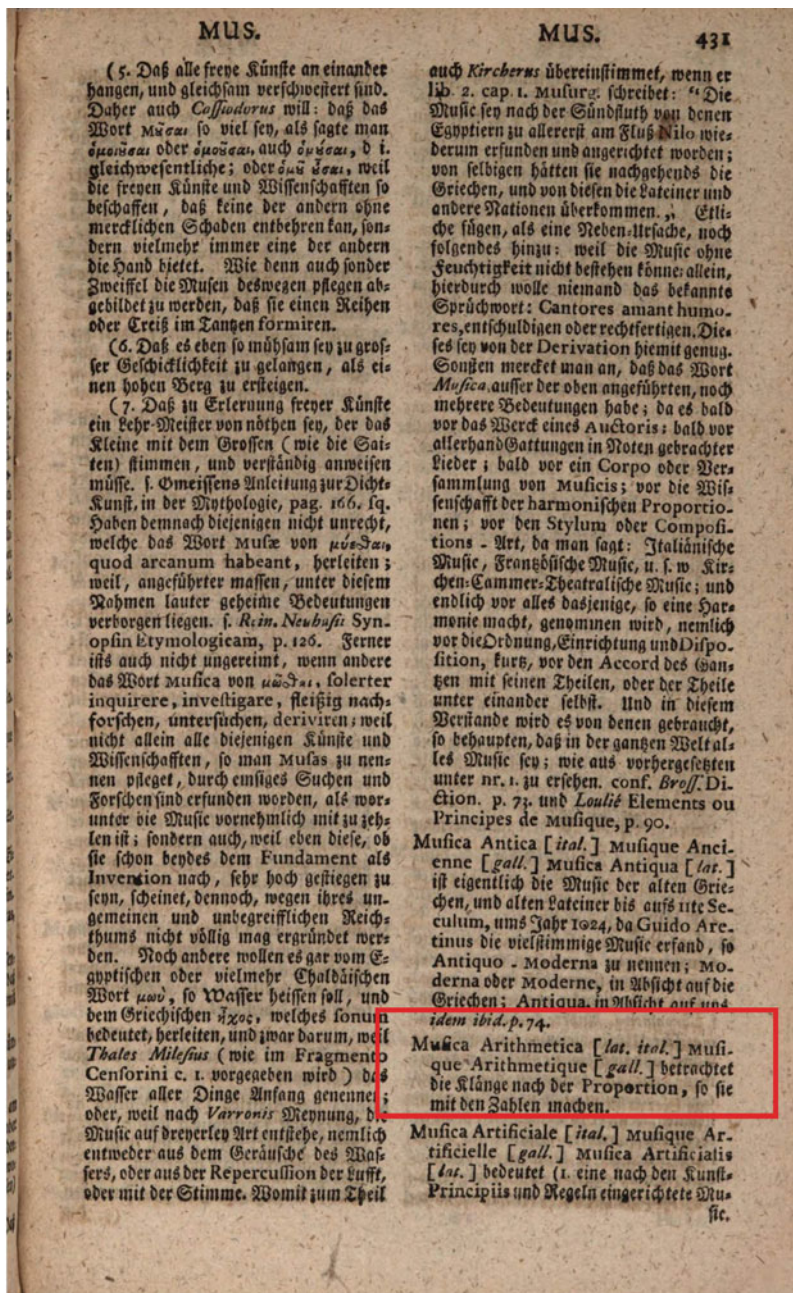 MUS.
MUS.
431
(5. Daß alle freye Künste an einander
hangen, und gleichsam verschwestert sind.
Daher auch Cassiodorus will: daß das
Wort Μῦσαι so viel sey, als sagte man
ὁμοιοῦσαι oder ὁμοῦσαι, auch ὁμῦσαι, d i.
gleichwesentliche; oder ὁμῦ ὖσαι, weil
die freyen Künste und Wissenschafften so
beschaffen, daß keine der andern ohne
mercklichen Schaden entbehren kan, son-
dern vielmehr immer eine der andern
die Hand bietet. Wie denn auch sonder
Zweiffel die Musen deswegen pflegen ab-
gebildet zu werden, daß sie einen Reihen
oder Creiß im Tantzen formiren.
(6. Daß es eben so mühsam sey zu gros-
ser Geschicklichkeit zu gelangen, als ei-
nen hohen Berg zu ersteigen.
(7. Daß zu Erlernung freyer Künste
ein Lehr-Meister von nöthen sey, der das
Kleine mit dem Grossen (wie die Sai-
ten) stimmen, und verständig anweisen
müsse. s. Omeissens Anleitung zur Dicht-
Kunst, in der Mythologie, pag. 166. sq.
Haben demnach diejenigen nicht unrecht,
welche das Wort Musæ von μύεσθαι,
quod arcanum habeant, herleiten;
weil, angeführter massen, unter diesem
Nahmen lauter geheime Bedeutungen
verborgen liegen. s. Rein. Neuhusii Syn-
opsin Etymologicam, p. 126. Ferner
ists auch nicht ungereimt, wenn andere
das Wort Musica von μῶσθαι, solerter
inquirere, investigare, fleißig nach-
forschen, untersuchen, deriviren; weil
nicht allein alle diejenigen Künste und
Wissenschafften, so man Musas zu nen-
nen pfleget, durch emsiges Suchen und
Forschen sind erfunden worden, als wor-
unter die Music vornehmlich mit zu zeh-
len ist; sondern auch, weil eben diese, ob
sie schon beydes dem Fundament als
Invention nach, sehr hoch gestiegen zu
seyn, scheinet, dennoch, wegen ihres un-
gemeinen und unbegreifflichen Reich-
thums nicht völlig mag ergründet wer-
den. Noch andere wollen es gar vom E-
gyptischen oder vielmehr Chaldäischen
Wort μωῦ, so Wasser heissen soll, und
dem Griechischen ἦχος, welches sonum
bedeutet, herleiten, und zwar darum, weil
Thales Milesius (wie im Fragmento
Censorini c. 1. vorgegeben wird) das
Wasser aller Dinge Anfang genennet;
oder, weil nach Varronis Meynung, die
Music auf dreyerley Art entstehe, nemlich
entweder aus dem Geräusche des Was-
sers, oder aus der Repercussion der Lufft,
oder mit der Stimme. Womit zum Theil
auch Kircherus übereinstimmet, wenn er
lib. 2. cap. 1. Musurg. schreibet: "Die
Music sey nach der Sündfluth von denen
Egyptiern zu allererst am Fluß Nilo wie-
derum erfunden und angerichtet worden;
von selbigen hätten sie nachgehends die
Griechen, und von diesen die Lateiner und
andere Nationen überkommen.„ Etli-
che fügen, als eine Neben-Ursache, noch
folgendes hinzu: weil die Music ohne
Feuchtigkeit nicht bestehen könne: allein,
hierdurch wolle niemand das bekannte
Sprüchwort: Cantores amant humo-
res, entschuldigen oder rechtfertigen. Die-
ses sey von der Derivation hiemit genug.
Sonsten mercket man an, daß das Wort
Musica ausser der oben angeführten, noch
mehrere Bedeutungen habe; da es bald
vor das Werck eines Auctoris; bald vor
allerhand Gattungen in Noten gebrachter
Lieder; bald vor ein Corpo oder Ver-
sammlung von Musicis; vor die Wis-
senschafft der harmonischen Proportio-
nen; vor den Stylum oder Composi-
tions-Art, da man sagt: Italiänische
Music, Frantzösische Music, u. s. w Kir-
chen-Cammer-Theatralische Music; und
endlich vor alles dasjenige, so eine Har-
monie macht, genommen wird, nemlich
vor die Ordnung, Einrichtung und Dispo-
sition, kurtz, vor den Accord des Gan-
tzen mit seinen Theilen, oder der Theile
unter einander selbst. Und in diesem
Verstande wird es von denen gebraucht,
so behaupten, daß in der gantzen Welt al-
les Music sey; wie aus vorhergesetzten
unter nr. 1. zu ersehen. conf. Bross. Di-
ction. p. 73. und Loulié Elements ou
Principes de Musique, p. 90.
Musica Antica [ital.] Musique Anci-
enne [gall.] Musica Antiqua [lat.]
ist eigentlich die Music der alten Grie-
chen, und alten Lateiner bis aufs 11te Se-
culum, ums Jahr 1024, da Guido Are-
tinus die vielstimmige Music erfand, so
Antiquo-Moderna zu nennen; Mo-
derna oder Moderne, in Absicht auf die
Griechen; Antiqua, in Absicht auf uns
idem ibid. p. 74.
Musica Arithmetica [lat. ital.] Musi-
que Arithmetique [gall.] betrachtet
die Klänge nach der Proportion, so sie
mit den Zahlen machen.
Musica Artificiale [ital.] Musique Ar-
tificielle [gall.] Musica Artificialis
[lat.] bedeutet (1. eine nach den Kunst-
Principiis und Regeln eingerichtete Mu-
sic.